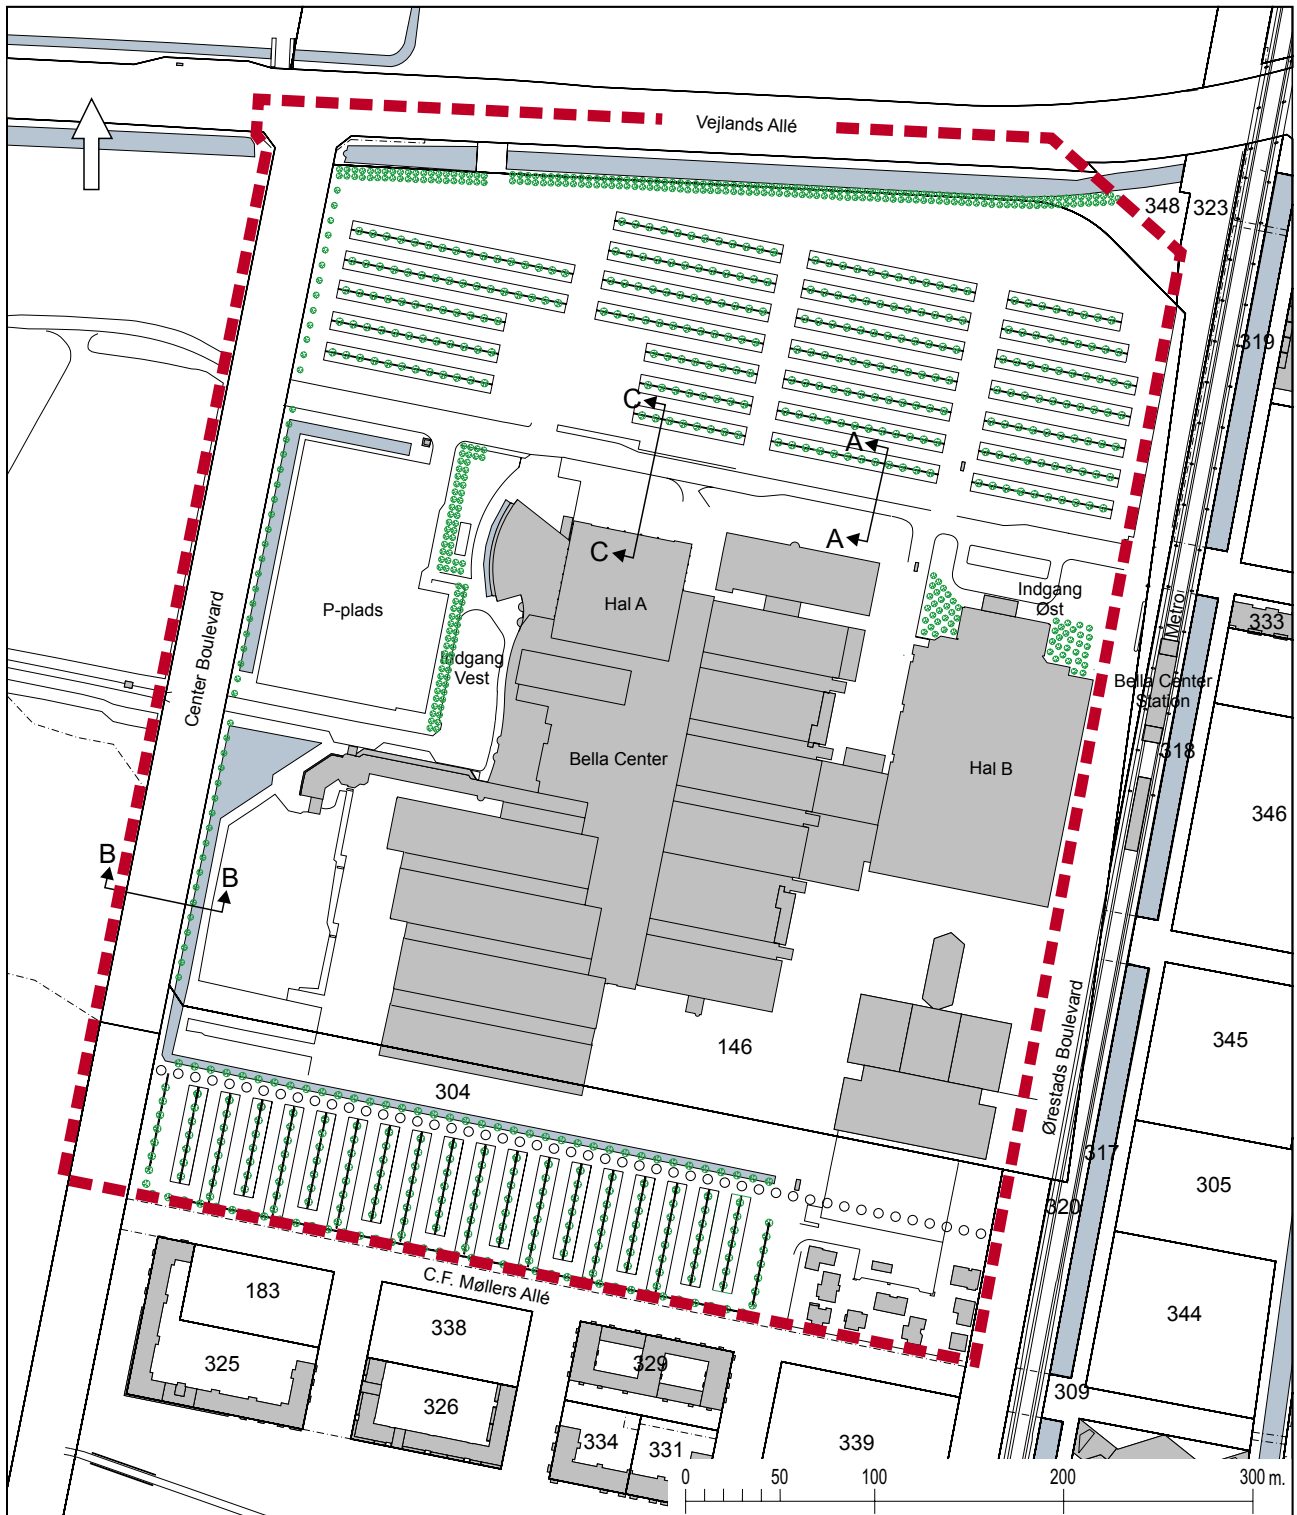 Vejlands Allé
348
323
319
C
A
A
C
Indgang
Øst
Hal A
P-plads
Metro
333
Indgang
Vest
Bella Center
Station
Center Boulevard
318
Bella Center
Hal B
346
B
B
Ørestads Boulevard
345
146
304
317
305
320
C.F. Møllers Allé
183
344
338
325
329
309
326
334
331
339
0
50
100
200
300 m.